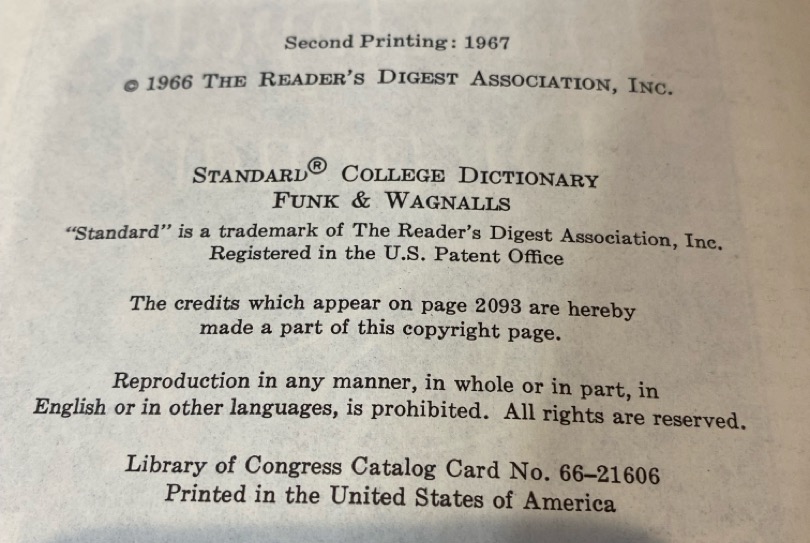 Second Printing: 1967
© 1966 THE READER'S DIGEST ASSOCIATION, INC.
STANDARD® COLLEGE DICTIONARY
FUNK & WAGNALLS
"Standard" is a trademark of The Reader's Digest Association, Inc.
Registered in the U.S. Patent Office
The credits which appear on page 2093 are hereby
made a part of this copyright page.
Reproduction in any manner, in whole or in part, in
English or in other languages, is prohibited. All rights are reserved.
Library of Congress Catalog Card No. 66–21606
Printed in the United States of America